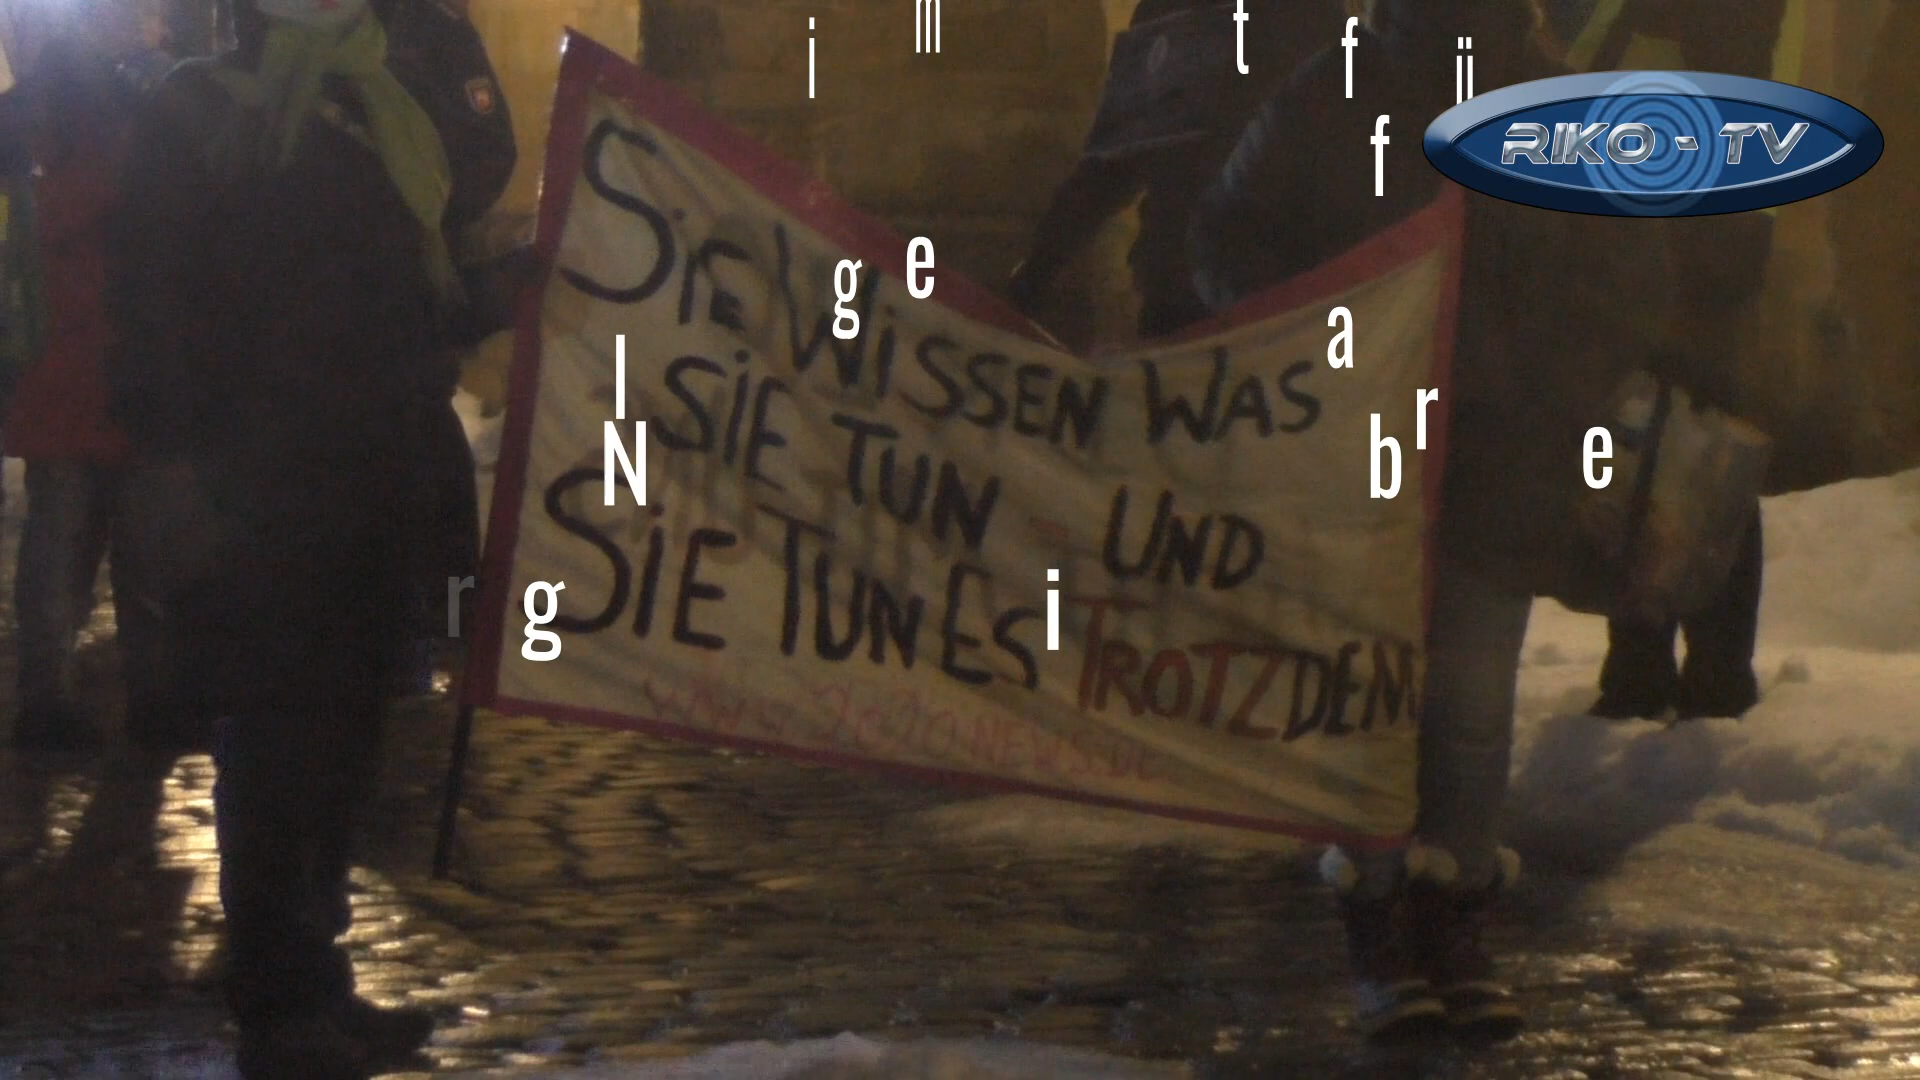 RIKO - TV
SIE WISSEN WAS
SIE TUN - UND
SIE TUN ES TROTZDEM
i
m
t
f
ü
f
g
e
a
l
r
N
b
e
r
g
i